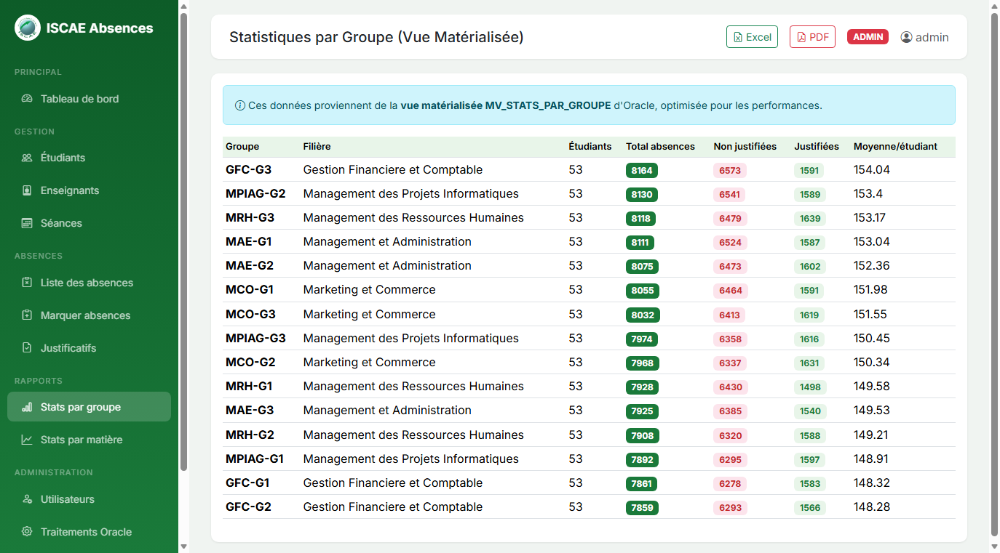 ISCAE Absences
PRINCIPAL
Tableau de bord
GESTION
Étudiants
Enseignants
Séances
ABSENCES
Liste des absences
Marquer absences
Justificatifs
RAPPORTS
Stats par groupe
Stats par matière
ADMINISTRATION
Utilisateurs
Traitements Oracle
Statistiques par Groupe (Vue Matérialisée) Excel PDF ADMIN admin
Ces données proviennent de la vue matérialisée MV_STATS_PAR_GROUPE d'Oracle, optimisée pour les performances.
Groupe Filière Étudiants Total absences Non justifiées Justifiées Moyenne/étudiant
GFC-G3 Gestion Financiere et Comptable 53 8164 6573 1591 154.04
MPIAG-G2 Management des Projets Informatiques 53 8130 6541 1589 153.4
MRH-G3 Management des Ressources Humaines 53 8118 6479 1639 153.17
MAE-G1 Management et Administration 53 8111 6524 1587 153.04
MAE-G2 Management et Administration 53 8075 6473 1602 152.36
MCO-G1 Marketing et Commerce 53 8055 6464 1591 151.98
MCO-G3 Marketing et Commerce 53 8032 6413 1619 151.55
MPIAG-G3 Management des Projets Informatiques 53 7974 6358 1616 150.45
MCO-G2 Marketing et Commerce 53 7968 6337 1631 150.34
MRH-G1 Management des Ressources Humaines 53 7928 6430 1498 149.58
MAE-G3 Management et Administration 53 7925 6385 1540 149.53
MRH-G2 Management des Ressources Humaines 53 7908 6320 1588 149.21
MPIAG-G1 Management des Projets Informatiques 53 7892 6295 1597 148.91
GFC-G1 Gestion Financiere et Comptable 53 7861 6278 1583 148.32
GFC-G2 Gestion Financiere et Comptable 53 7859 6293 1566 148.28